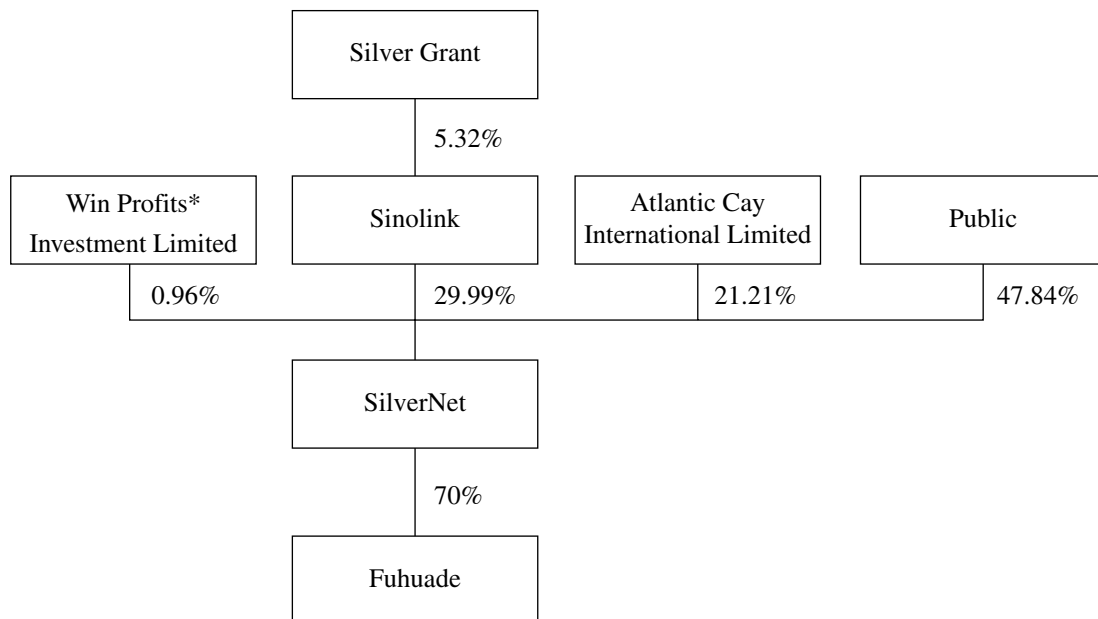 Silver Grant
5.32%
Win Profits*
Investment Limited
Sinolink
Atlantic Cay
International Limited
Public
0.96%
29.99%
21.21%
47.84%
SilverNet
70%
Fuhuade